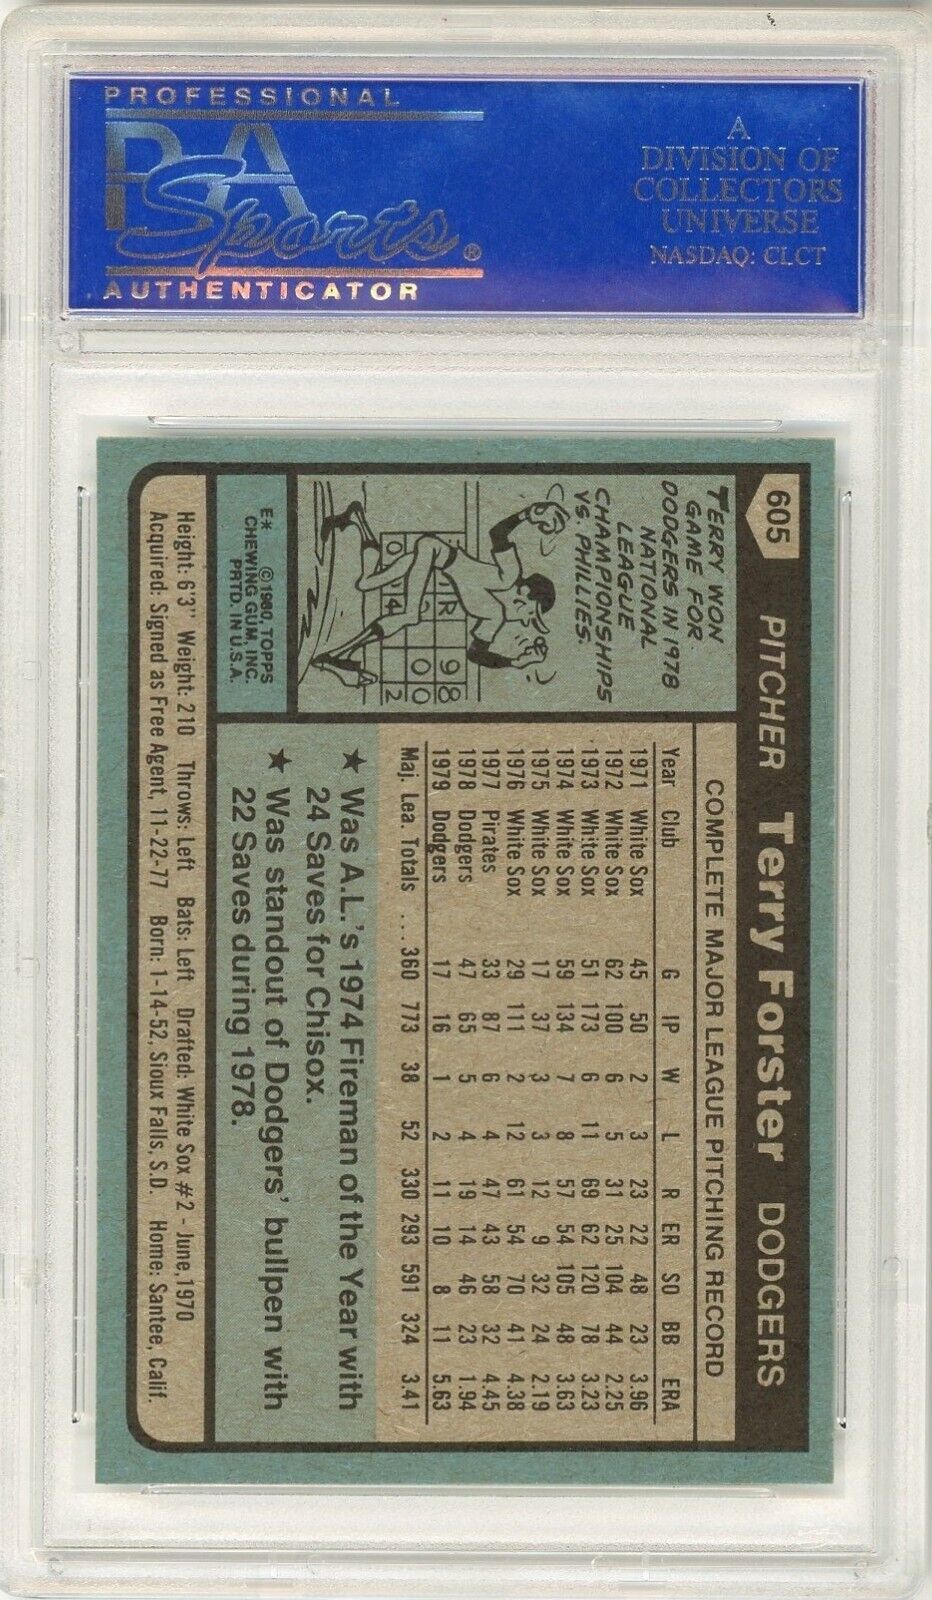 PROFESSIONAL
PSA
Sports®
AUTHENTICATOR
A
DIVISION OF
COLLECTORS
UNIVERSE
NASDAQ: CLCT
605 PITCHER Terry Forster DODGERS
TERRY WON
GAME FOR
DODGERS IN 1978
NATIONAL
LEAGUE
CHAMPIONSHIPS
VS. PHILLIES.
E* ©1980, TOPPS
CHEWING GUM, INC.
PRTD. IN U.S.A.
COMPLETE MAJOR LEAGUE PITCHING RECORD
Year Club G IP W L R ER SO BB ERA
1971 White Sox 45 50 2 3 23 22 48 23 3.96
1972 White Sox 62 100 6 5 31 25 104 44 2.25
1973 White Sox 51 173 6 11 69 62 120 78 3.23
1974 White Sox 59 134 7 8 57 54 105 48 3.63
1975 White Sox 17 37 3 3 12 9 32 24 2.19
1976 White Sox 29 111 2 12 61 54 70 41 4.38
1977 Pirates 33 87 6 4 47 43 58 32 4.45
1978 Dodgers 47 65 5 4 19 14 46 23 1.94
1979 Dodgers 17 16 1 2 11 10 8 11 5.63
Maj. Lea. Totals ... 360 773 38 52 330 293 591 324 3.41
★ Was A.L.'s 1974 Fireman of the Year with
24 Saves for Chisox.
★ Was standout of Dodgers' bullpen with
22 Saves during 1978.
Height: 6'3" Weight: 210 Throws: Left Bats: Left Drafted: White Sox #2 - June, 1970
Acquired: Signed as Free Agent, 11-22-77 Born: 1-14-52, Sioux Falls, S.D. Home: Santee, Calif.